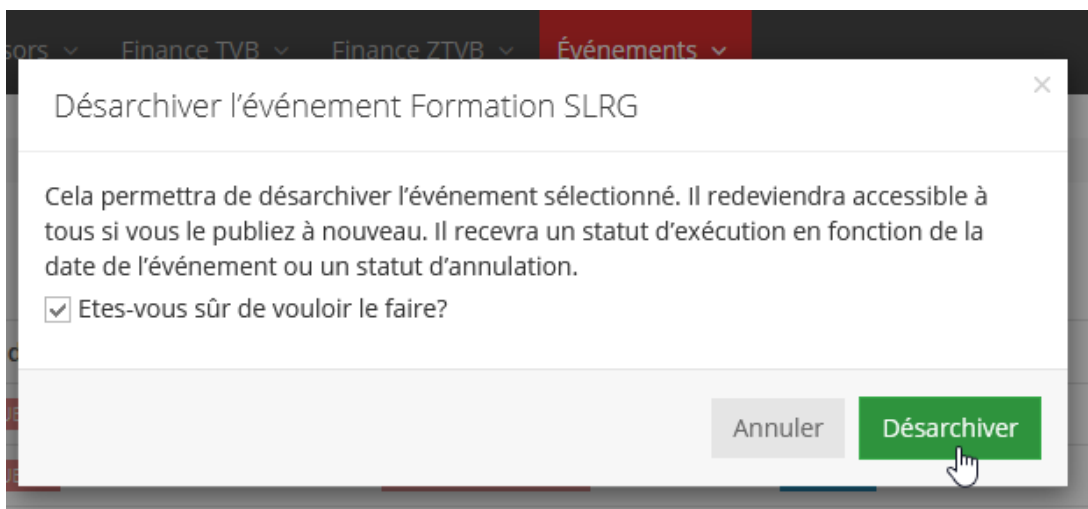 sors Finance TVB Finance ZTVB Événements
Désarchiver l’événement Formation SLRG
Cela permettra de désarchiver l’événement sélectionné. Il redeviendra accessible à
tous si vous le publiez à nouveau. Il recevra un statut d’exécution en fonction de la
date de l’événement ou un statut d’annulation.
Etes-vous sûr de vouloir le faire?
Annuler Désarchiver